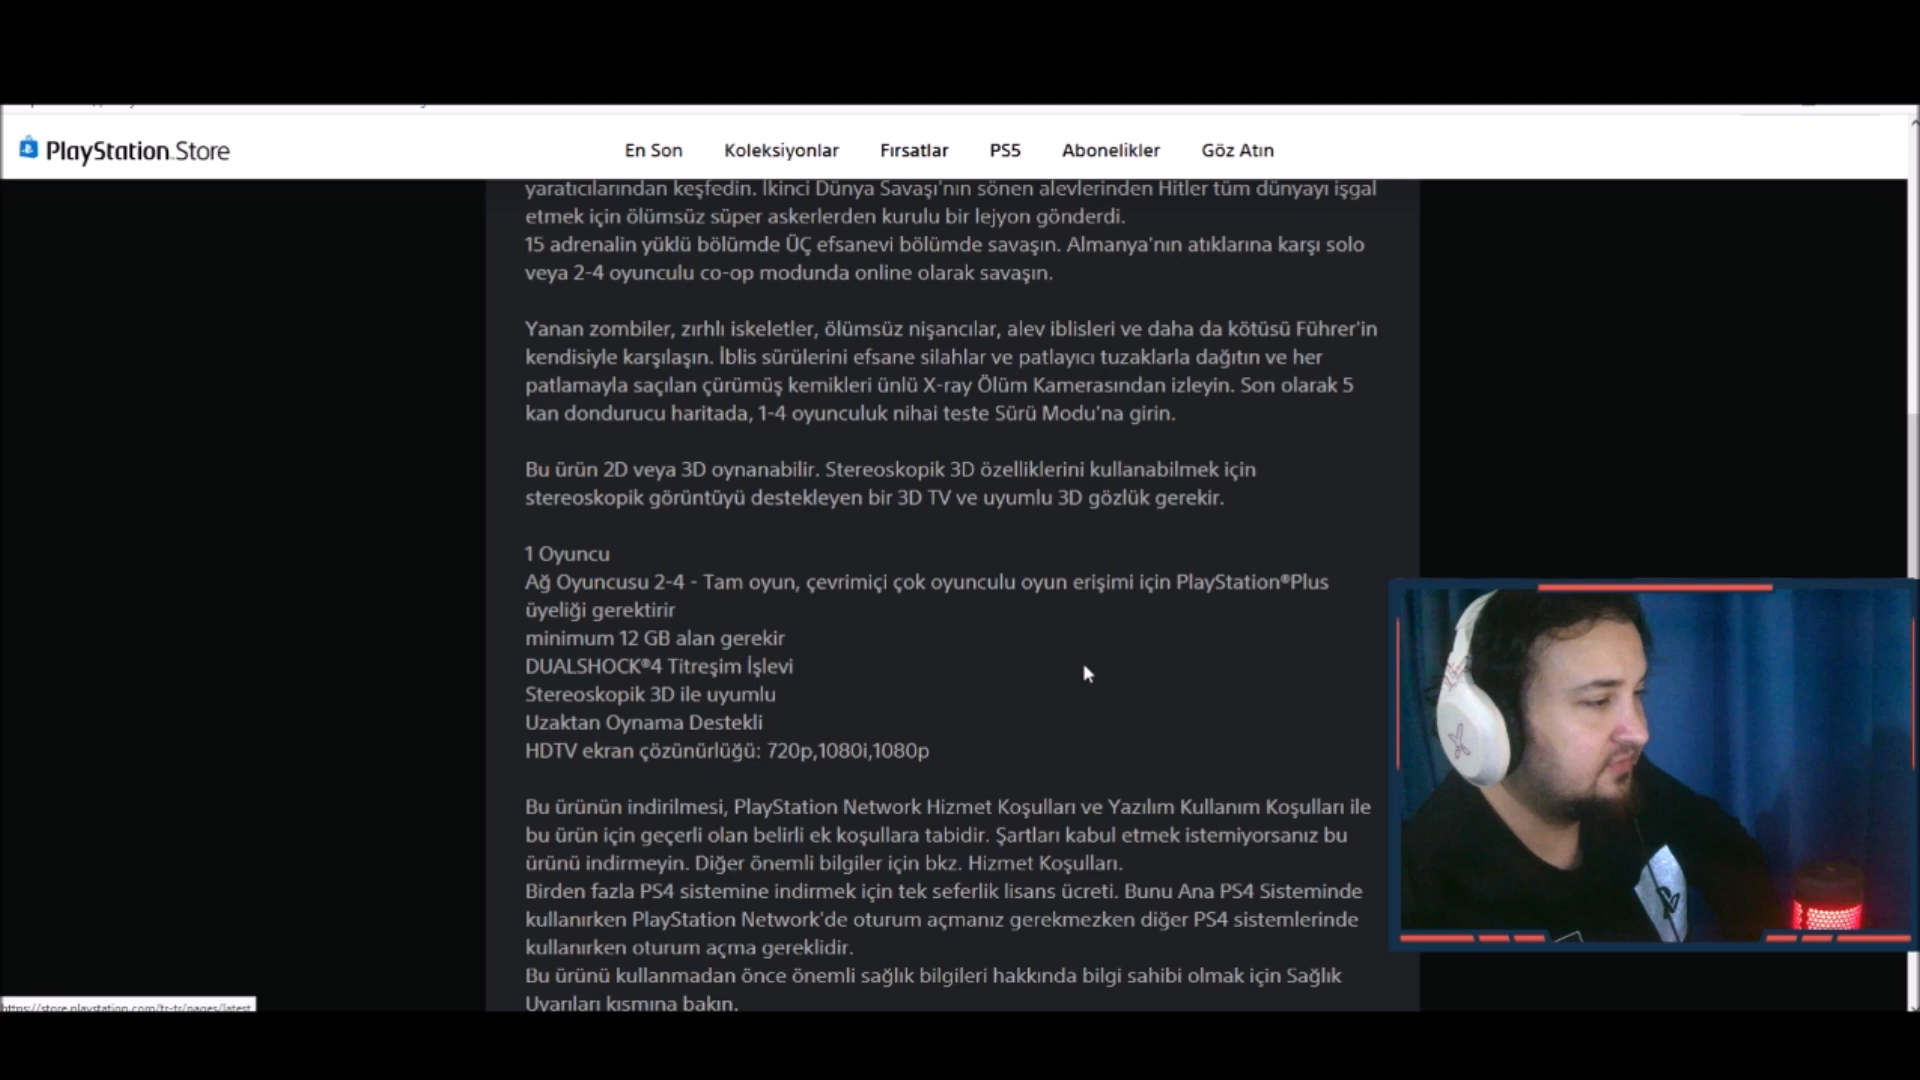 PlayStation Store
En Son
Koleksiyonlar
Fırsatlar
PS5
Abonelikler
Göz Atın
yaratıcılarından keşfedin. İkinci Dünya Savaşı'nın sönen alevlerinden Hitler tüm dünyayı işgal
etmek için ölümsüz süper askerlerden kurulu bir lejyon gönderdi.
15 adrenalin yüklü bölümde ÜÇ efsanevi bölümde savaşın. Almanya'nın atıklarına karşı solo
veya 2-4 oyunculu co-op modunda online olarak savaşın.
Yanan zombiler, zırhlı iskeletler, ölümsüz nişancılar, alev iblisleri ve daha da kötüsü Führer'in
kendisiyle karşılaşın. İblis sürülerini efsane silahlar ve patlayıcı tuzaklarla dağıtın ve her
patlamayla saçılan çürümüş kemikleri ünlü X-ray Ölüm Kamerasından izleyin. Son olarak 5
kan dondurucu haritada, 1-4 oyunculuk nihai teste Sürü Modu'na girin.
Bu ürün 2D veya 3D oynanabilir. Stereoskopik 3D özelliklerini kullanabilmek için
stereoskopik görüntüyü destekleyen bir 3D TV ve uyumlu 3D gözlük gerekir.
1 Oyuncu
Ağ Oyuncusu 2-4 - Tam oyun, çevrimiçi çok oyunculu oyun erişimi için PlayStation®Plus
üyeliği gerektirir
minimum 12 GB alan gerekir
DUALSHOCK®4 Titreşim İşlevi
Stereoskopik 3D ile uyumlu
Uzaktan Oynama Destekli
HDTV ekran çözünürlüğü: 720p,1080i,1080p
Bu ürünün indirilmesi, PlayStation Network Hizmet Koşulları ve Yazılım Kullanım Koşulları ile
bu ürün için geçerli olan belirli ek koşullara tabidir. Şartları kabul etmek istemiyorsanız bu
ürünü indirmeyin. Diğer önemli bilgiler için bkz. Hizmet Koşulları.
Birden fazla PS4 sistemine indirmek için tek seferlik lisans ücreti. Bunu Ana PS4 Sisteminde
kullanırken PlayStation Network'de oturum açmanız gerekmezken diğer PS4 sistemlerinde
kullanırken oturum açma gereklidir.
Bu ürünü kullanmadan önce önemli sağlık bilgileri hakkında bilgi sahibi olmak için Sağlık
Uyarıları kısmına bakın.
https://store.playstation.com/tr-tr/pages/latest